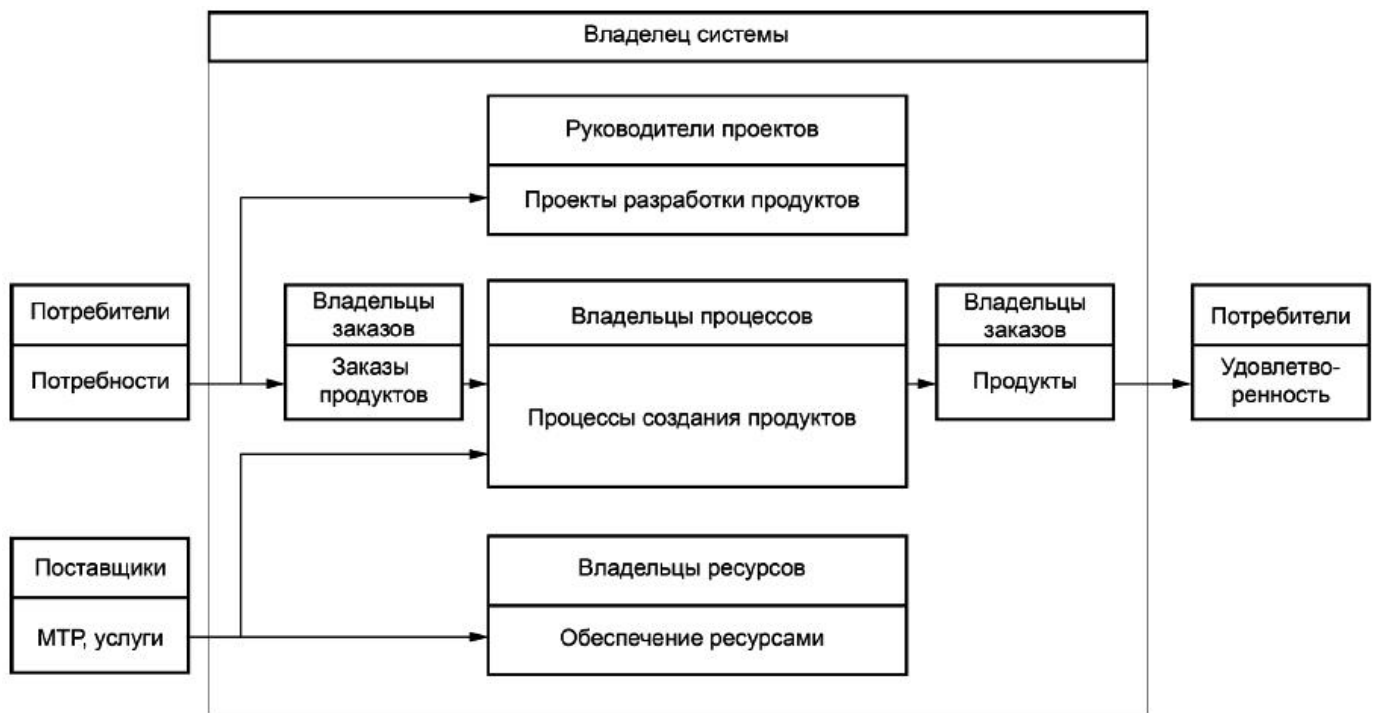 Владелец системы
Руководители проектов
Проекты разработки продуктов
Потребители
Потребности
Владельцы
заказов
Заказы
продуктов
Владельцы процессов
Процессы создания продуктов
Владельцы
заказов
Продукты
Потребители
Удовлетво-
ренность
Поставщики
МТР, услуги
Владельцы ресурсов
Обеспечение ресурсами